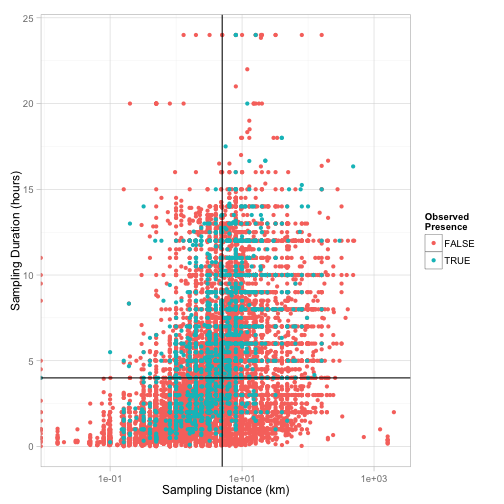 25
20
15
10
5
0
Sampling Duration (hours)
1e-01
1e+01
1e+03
Sampling Distance (km)
Observed
Presence
FALSE
TRUE